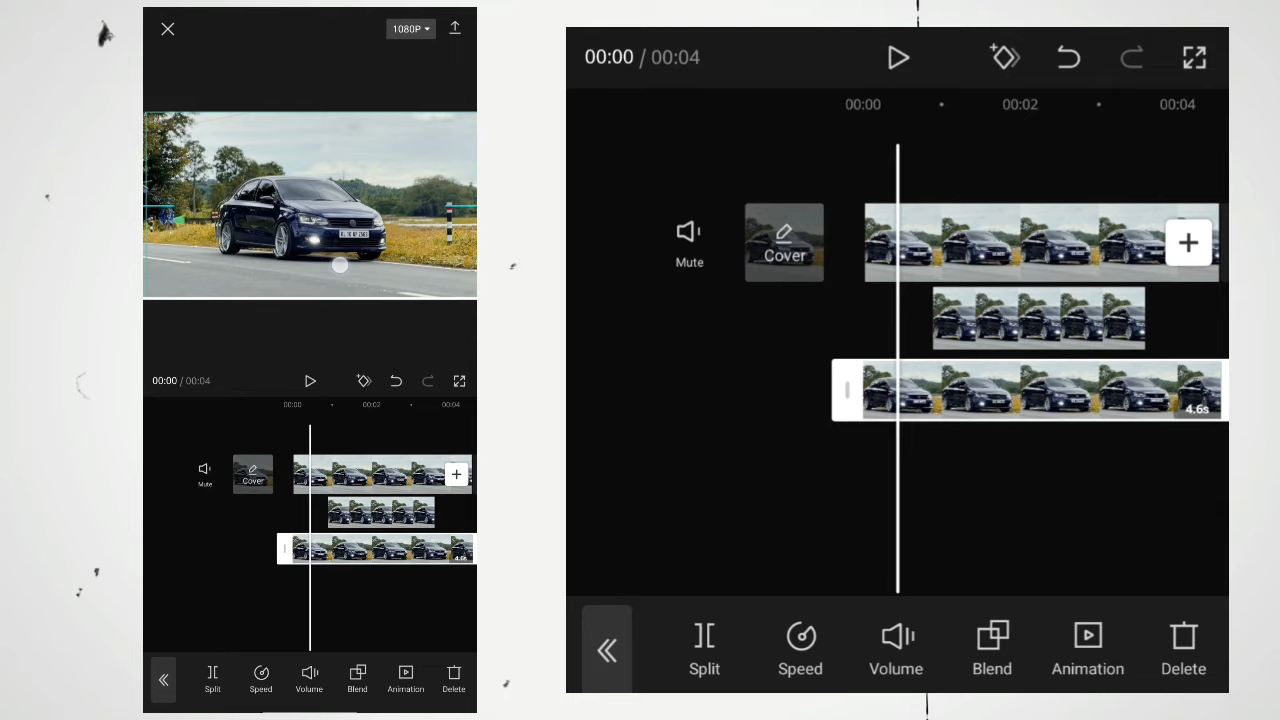 1080P
00:00 / 00:04
00:00
00:02
00:04
Mute
Cover
4.6s
Split
Speed
Volume
Blend
Animation
Delete
00:00 / 00:04
00:00
00:02
00:04
Mute
Cover
4.6s
Split
Speed
Volume
Blend
Animation
Delete